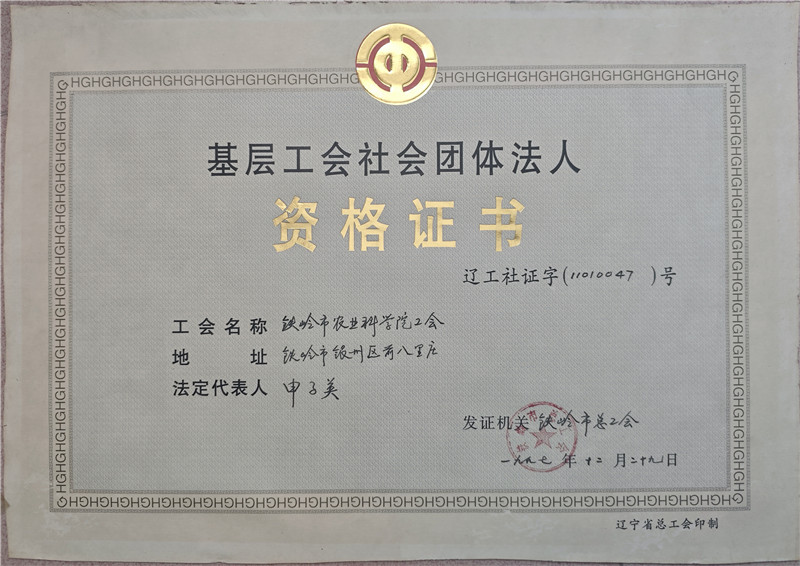 基层工会社会团体法人
资格证书
辽工社证字(11010047)号
工会名称 铁岭市农业科学院工会
地址 铁岭市银州区前八里庄
法定代表人 申子英
发证机关 铁岭市总工会
一九九七年十二月二十九日
辽宁省总工会印制